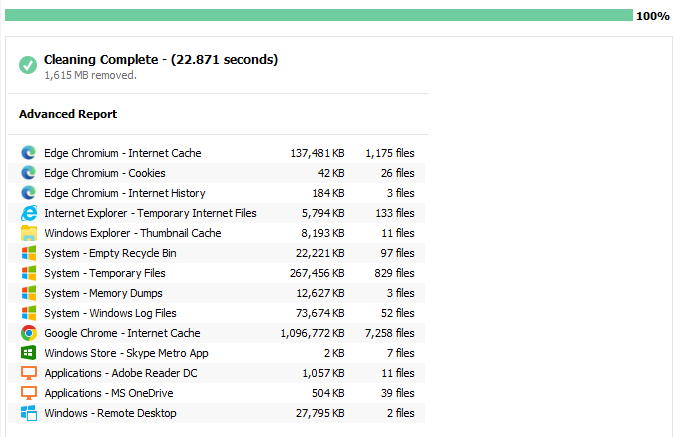 100%
Cleaning Complete - (22.871 seconds)
1,615 MB removed.
Advanced Report
Edge Chromium - Internet Cache 137,481 KB 1,175 files
Edge Chromium - Cookies 42 KB 26 files
Edge Chromium - Internet History 184 KB 3 files
Internet Explorer - Temporary Internet Files 5,794 KB 133 files
Windows Explorer - Thumbnail Cache 8,193 KB 11 files
System - Empty Recycle Bin 22,221 KB 97 files
System - Temporary Files 267,456 KB 829 files
System - Memory Dumps 12,627 KB 3 files
System - Windows Log Files 73,674 KB 52 files
Google Chrome - Internet Cache 1,096,772 KB 7,258 files
Windows Store - Skype Metro App 2 KB 7 files
Applications - Adobe Reader DC 1,057 KB 11 files
Applications - MS OneDrive 504 KB 39 files
Windows - Remote Desktop 27,795 KB 2 files